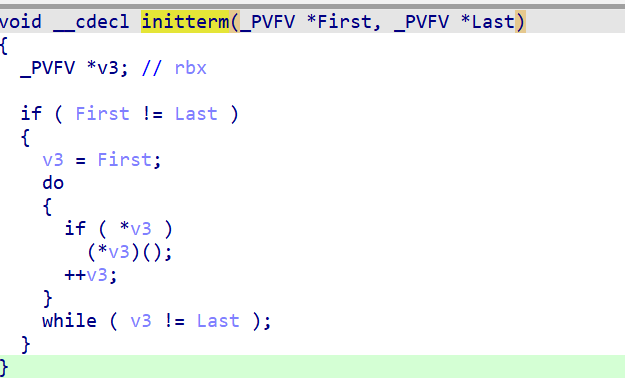 void __cdecl initterm(_PVFV *First, _PVFV *Last)
{
  _PVFV *v3; // rbx
  if ( First != Last )
  {
    v3 = First;
    do
    {
      if ( *v3 )
        (*v3)();
      ++v3;
    }
    while ( v3 != Last );
  }
}